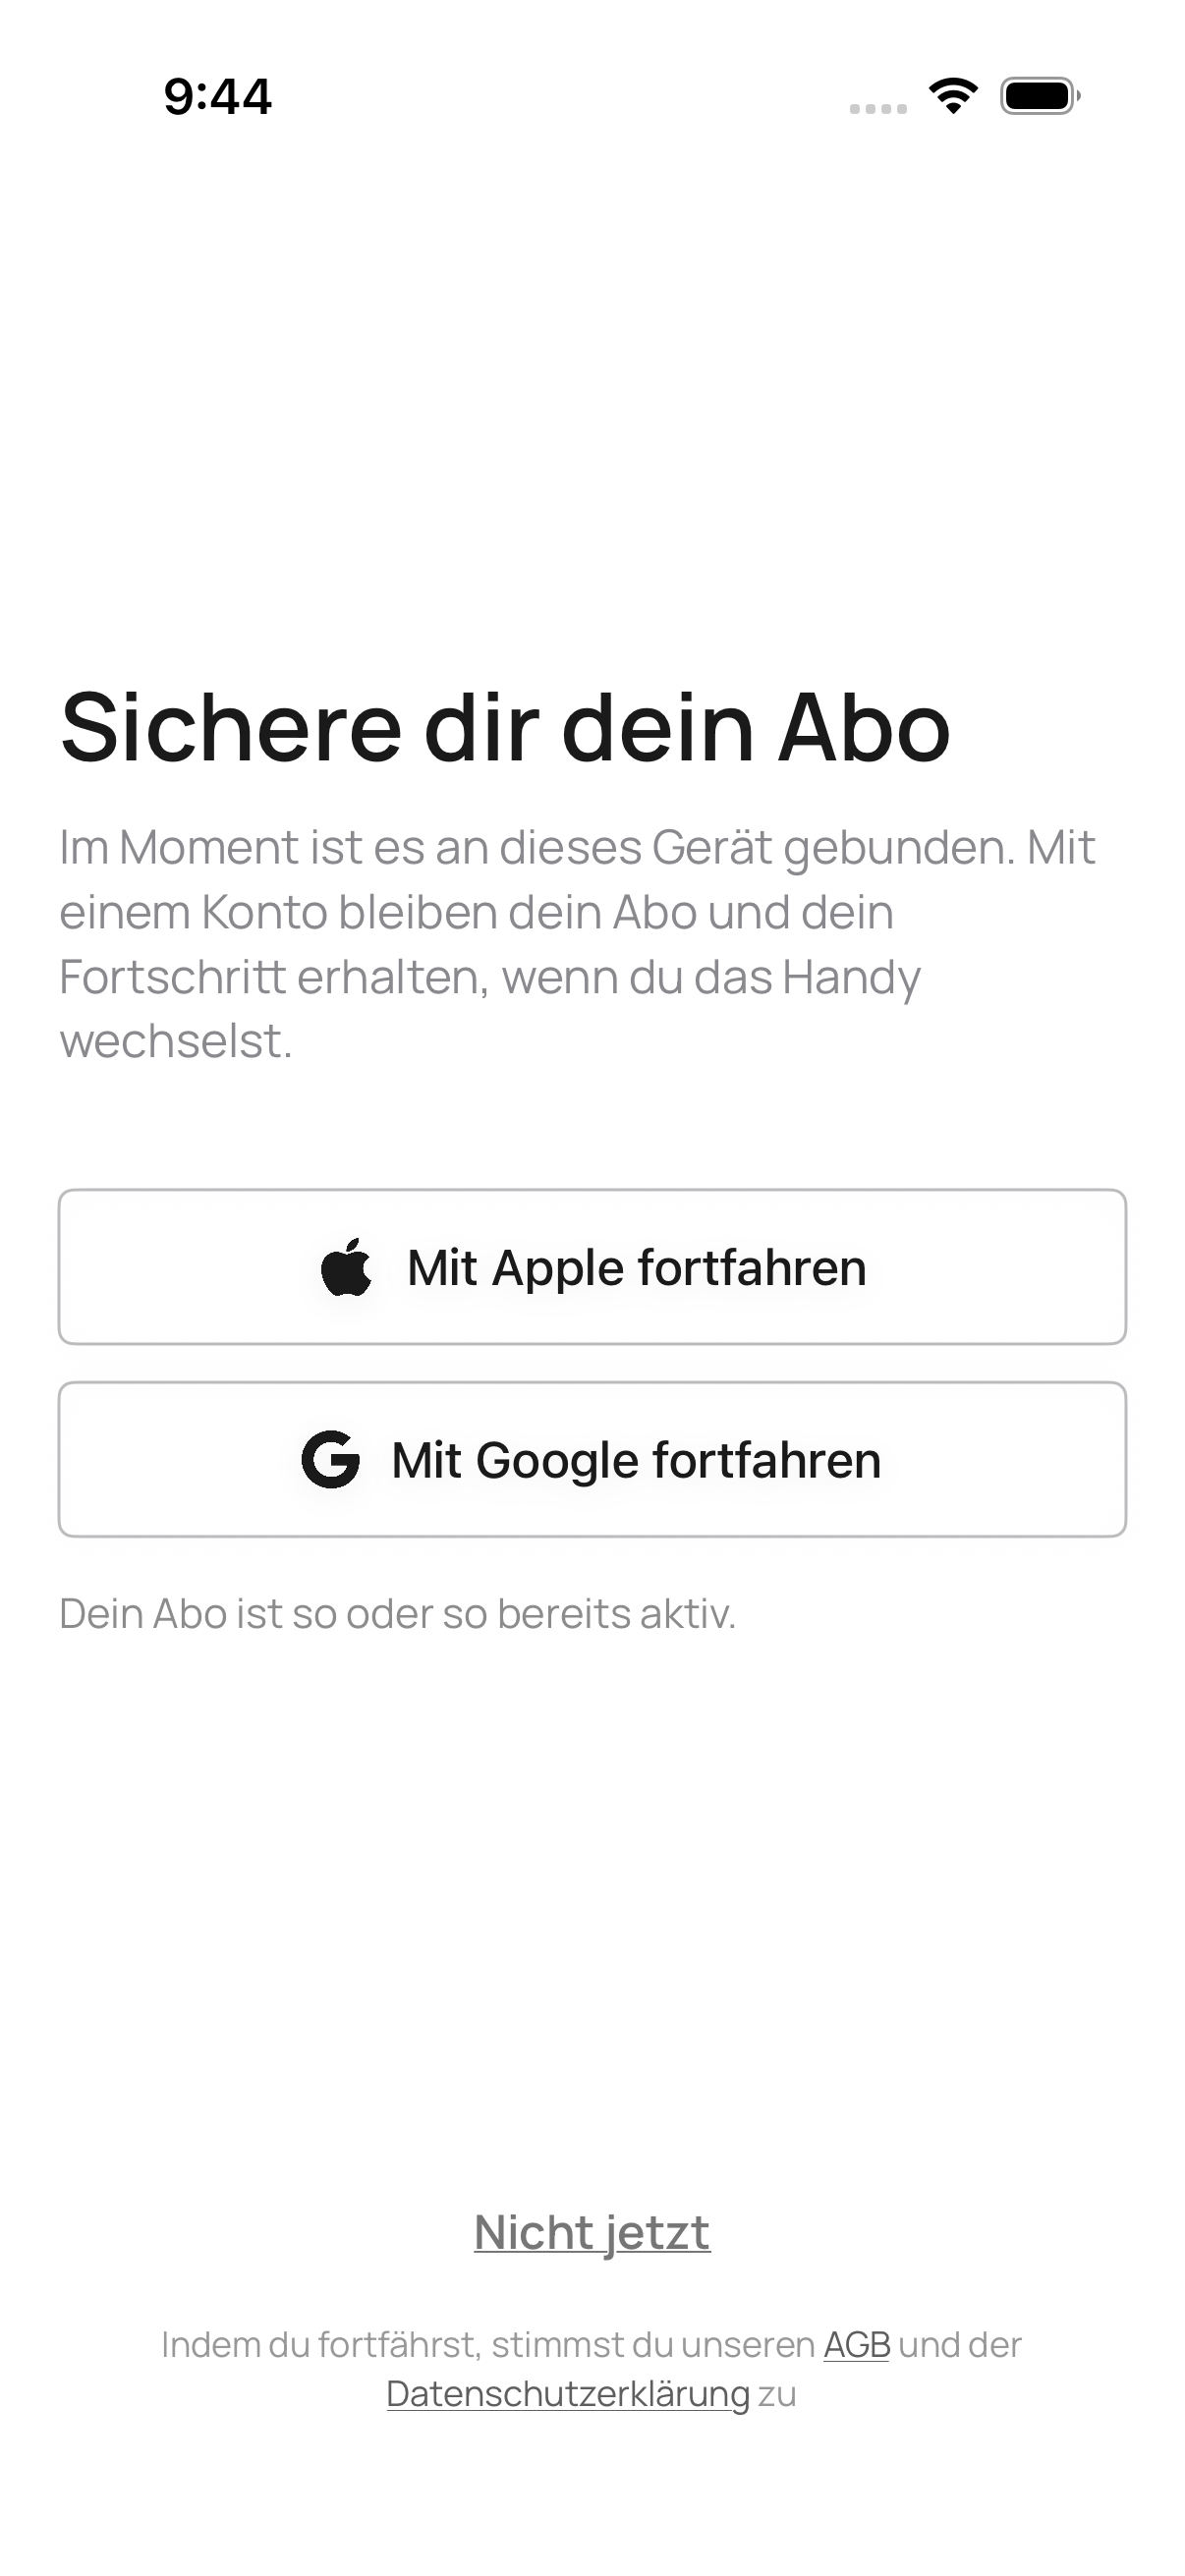 9:44
Sichere dir dein Abo
Im Moment ist es an dieses Gerät gebunden. Mit
einem Konto bleiben dein Abo und dein
Fortschritt erhalten, wenn du das Handy
wechselst.
Mit Apple fortfahren
Mit Google fortfahren
Dein Abo ist so oder so bereits aktiv.
Nicht jetzt
Indem du fortfährst, stimmst du unseren AGB und der
Datenschutzerklärung zu